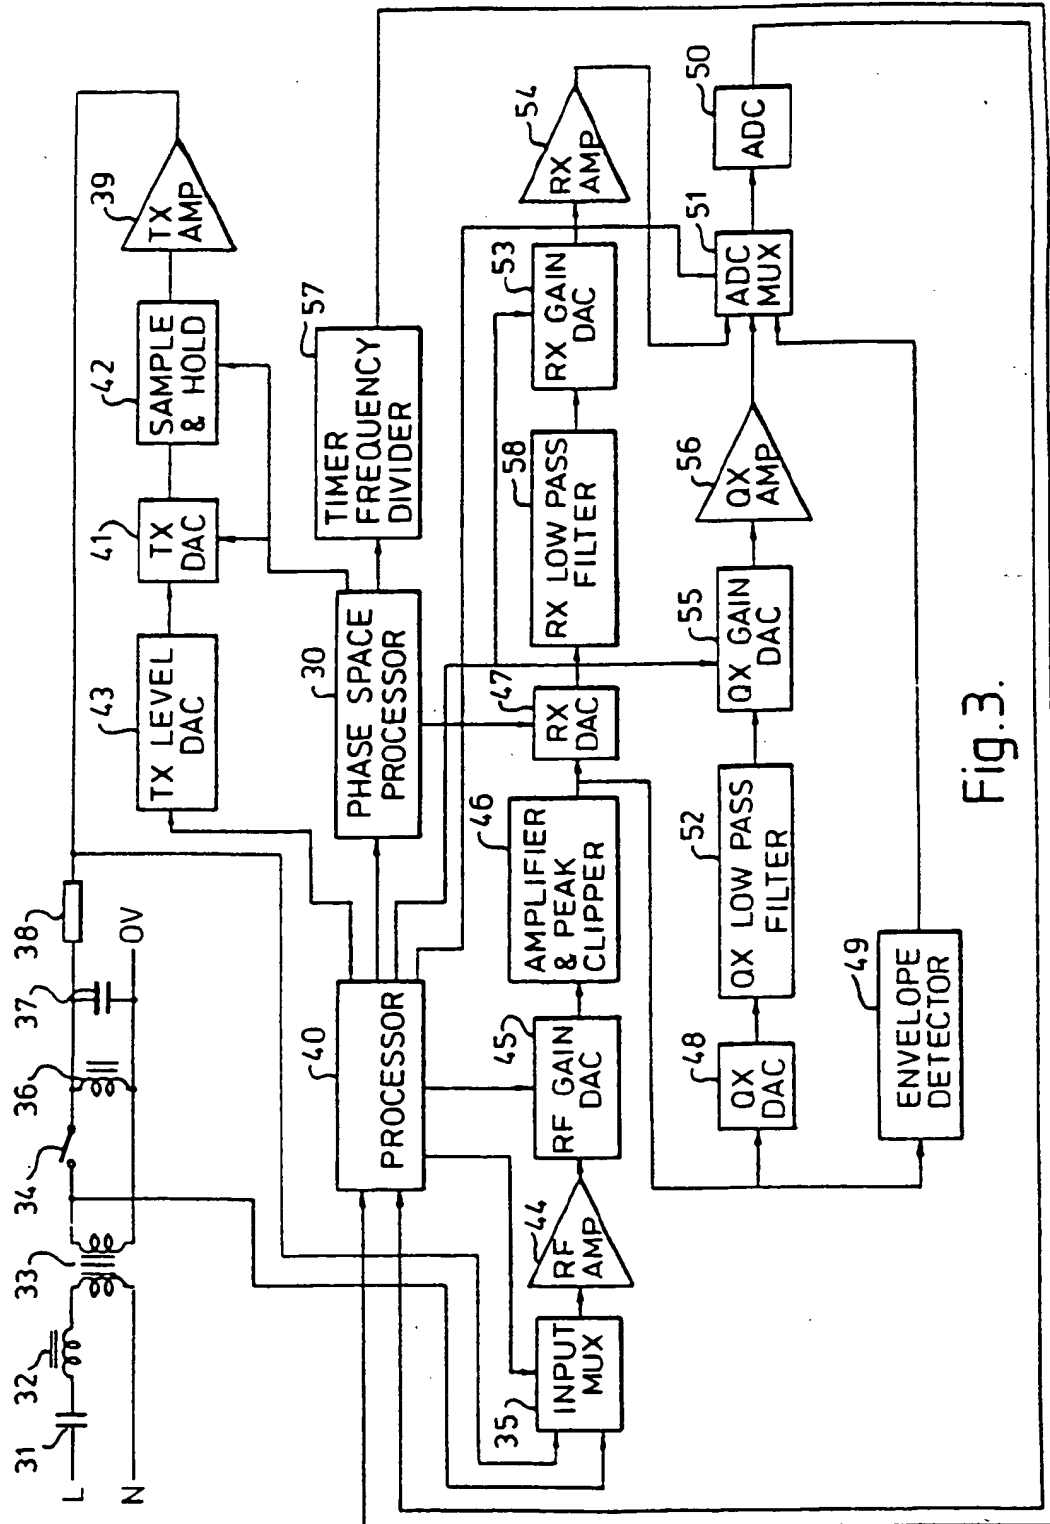 31
32
33
34
36
37
38
L
N
OV
43
TX LEVEL
DAC
41
TX
DAC
42
SAMPLE
& HOLD
39
TX
AMP
40
PROCESSOR
30
PHASE SPACE
PROCESSOR
57
TIMER
FREQUENCY
DIVIDER
35
INPUT
MUX
44
RF
AMP
45
RF GAIN
DAC
46
AMPLIFIER
& PEAK
CLIPPER
47
RX
DAC
58
RX LOW PASS
FILTER
53
RX GAIN
DAC
54
RX
AMP
48
QX
DAC
52
QX LOW PASS
FILTER
55
QX GAIN
DAC
56
QX
AMP
51
ADC
MUX
50
ADC
49
ENVELOPE
DETECTOR
Fig.3.